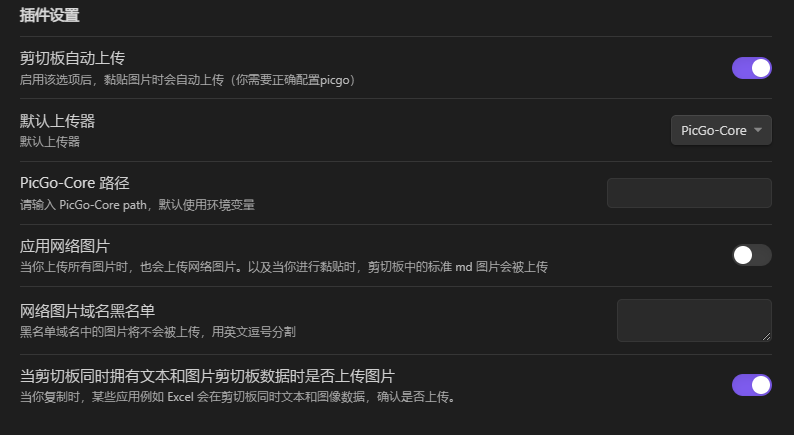 插件设置
剪切板自动上传
启用该选项后，黏贴图片时会自动上传（你需要正确配置picgo）
默认上传器
默认上传器
PicGo-Core
PicGo-Core 路径
请输入 PicGo-Core path，默认使用环境变量
应用网络图片
当你上传所有图片时，也会上传网络图片。以及当你进行黏贴时，剪切板中的标准 md 图片会被上传
网络图片域名黑名单
黑名单域名中的图片将不会被上传，用英文逗号分割
当剪切板同时拥有文本和图片剪切板数据时是否上传图片
当你复制时，某些应用例如 Excel 会在剪切板同时文本和图像数据，确认是否上传。